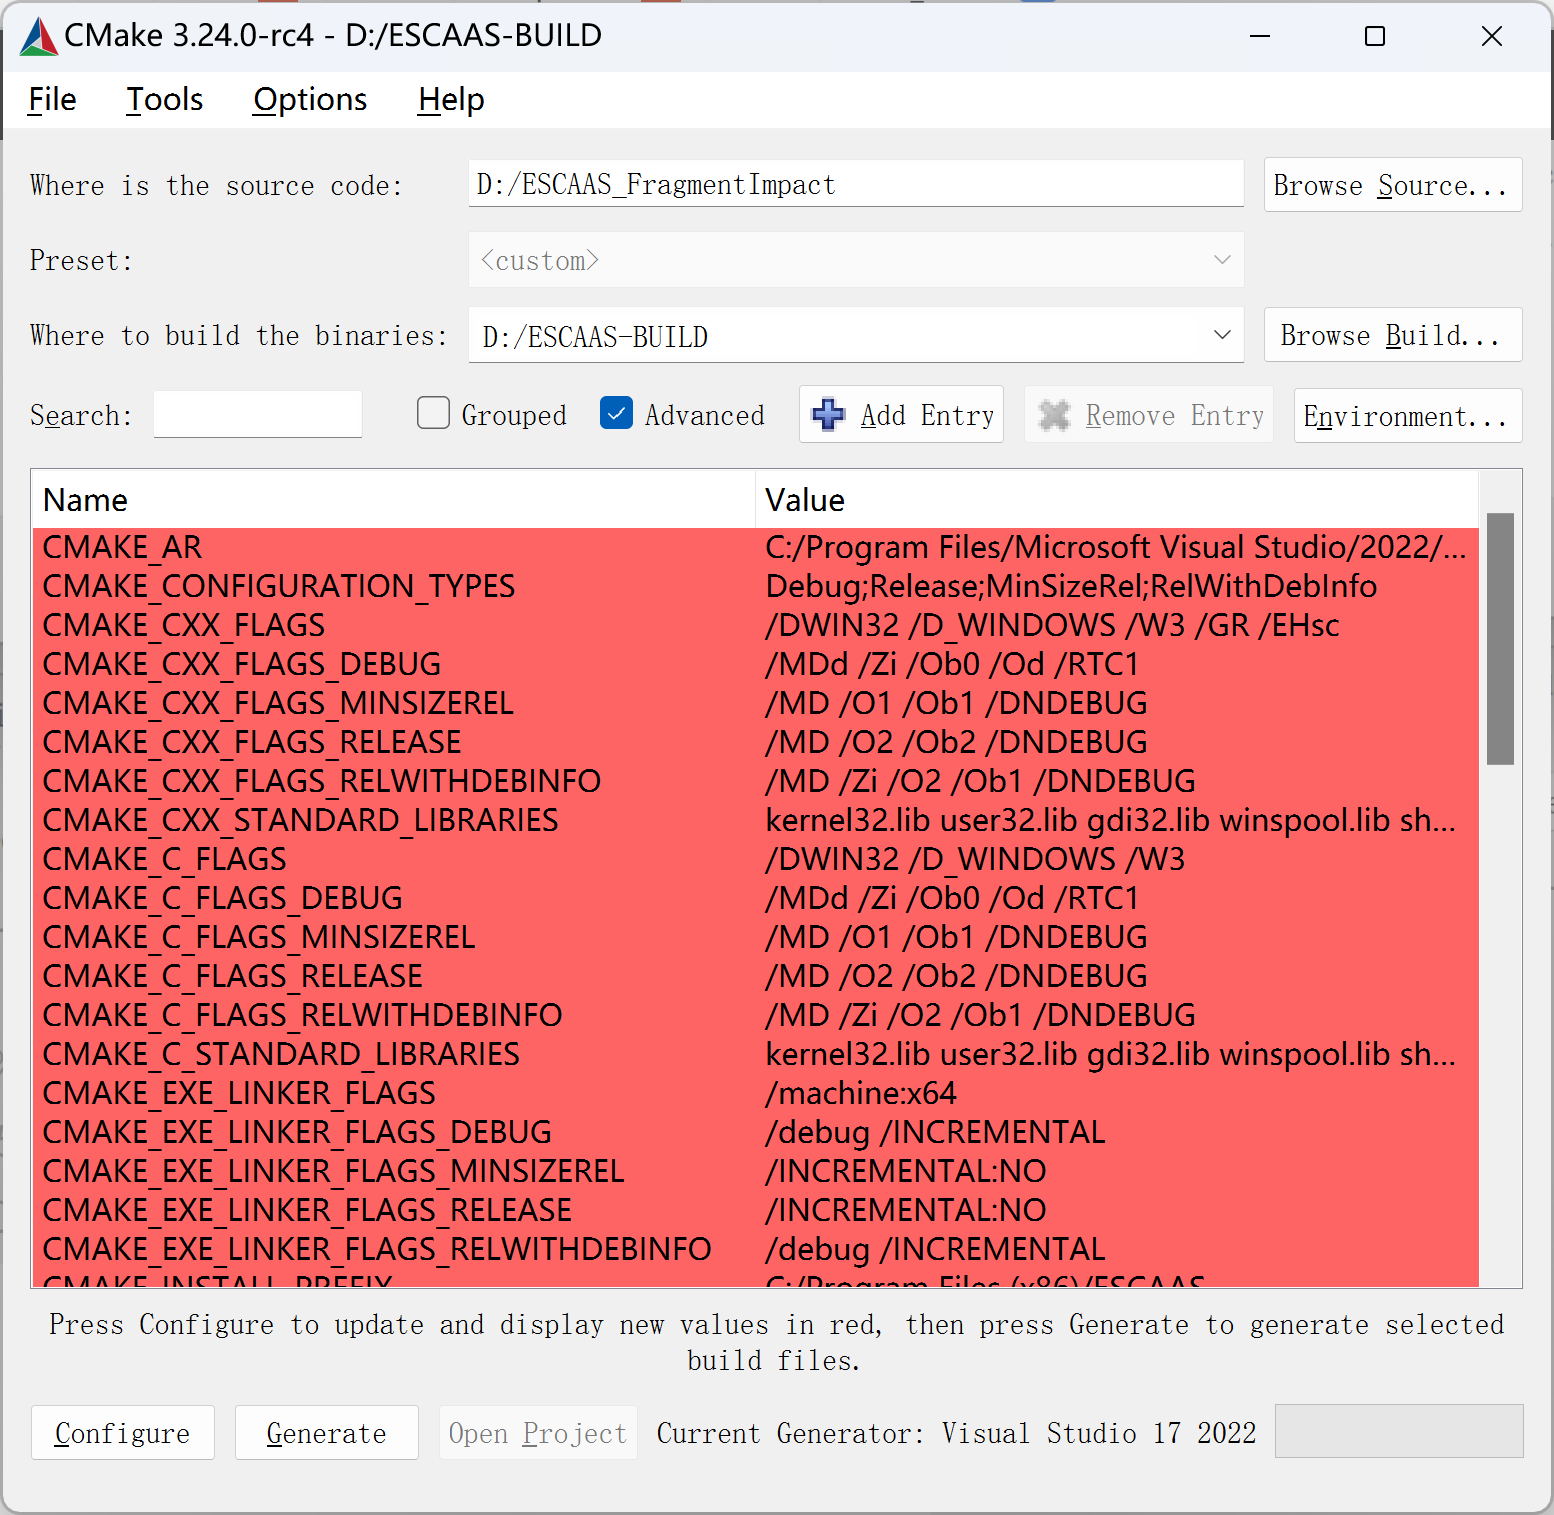 CMake 3.24.0-rc4 - D:/ESCAAS-BUILD
File Tools Options Help
Where is the source code: D:/ESCAAS_FragmentImpact Browse Source...
Preset: <custom>
Where to build the binaries: D:/ESCAAS-BUILD Browse Build...
Search: Grouped Advanced Add Entry Remove Entry Environment...
Name Value
CMAKE_AR C:/Program Files/Microsoft Visual Studio/2022/...
CMAKE_CONFIGURATION_TYPES Debug;Release;MinSizeRel;RelWithDebInfo
CMAKE_CXX_FLAGS /DWIN32 /D_WINDOWS /W3 /GR /EHsc
CMAKE_CXX_FLAGS_DEBUG /MDd /Zi /Ob0 /Od /RTC1
CMAKE_CXX_FLAGS_MINSIZEREL /MD /O1 /Ob1 /DNDEBUG
CMAKE_CXX_FLAGS_RELEASE /MD /O2 /Ob2 /DNDEBUG
CMAKE_CXX_FLAGS_RELWITHDEBINFO /MD /Zi /O2 /Ob1 /DNDEBUG
CMAKE_CXX_STANDARD_LIBRARIES kernel32.lib user32.lib gdi32.lib winspool.lib sh...
CMAKE_C_FLAGS /DWIN32 /D_WINDOWS /W3
CMAKE_C_FLAGS_DEBUG /MDd /Zi /Ob0 /Od /RTC1
CMAKE_C_FLAGS_MINSIZEREL /MD /O1 /Ob1 /DNDEBUG
CMAKE_C_FLAGS_RELEASE /MD /O2 /Ob2 /DNDEBUG
CMAKE_C_FLAGS_RELWITHDEBINFO /MD /Zi /O2 /Ob1 /DNDEBUG
CMAKE_C_STANDARD_LIBRARIES kernel32.lib user32.lib gdi32.lib winspool.lib sh...
CMAKE_EXE_LINKER_FLAGS /machine:x64
CMAKE_EXE_LINKER_FLAGS_DEBUG /debug /INCREMENTAL
CMAKE_EXE_LINKER_FLAGS_MINSIZEREL /INCREMENTAL:NO
CMAKE_EXE_LINKER_FLAGS_RELEASE /INCREMENTAL:NO
CMAKE_EXE_LINKER_FLAGS_RELWITHDEBINFO /debug /INCREMENTAL
CMAKE_INSTALL_PREFIX C:/Program Files (x86)/ESCAAS
Press Configure to update and display new values in red, then press Generate to generate selected
build files.
Configure Generate Open Project Current Generator: Visual Studio 17 2022